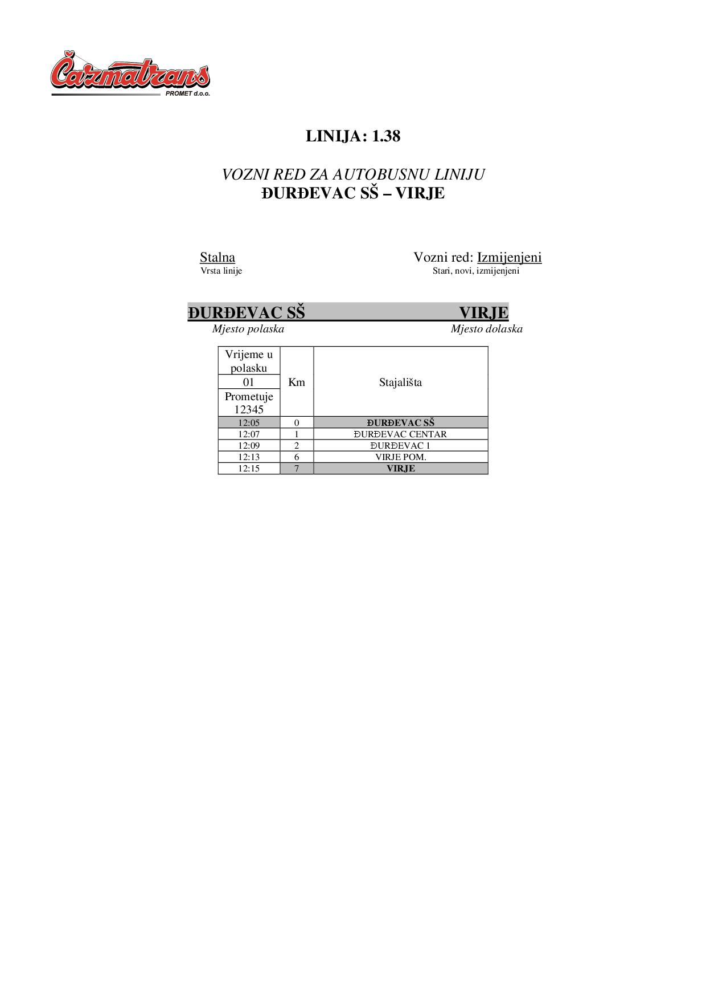 Čazmatrans
PROMET d.o.o.
LINIJA: 1.38
VOZNI RED ZA AUTOBUSNU LINIJU
ĐURĐEVAC SŠ – VIRJE
Stalna Vozni red: Izmijenjeni
Vrsta linije Stari, novi, izmijenjeni
ĐURĐEVAC SŠ VIRJE
Mjesto polaska Mjesto dolaska
Vrijeme u
polasku
01 Km Stajališta
Prometuje
12345
12:05 0 ĐURĐEVAC SŠ
12:07 1 ĐURĐEVAC CENTAR
12:09 2 ĐURĐEVAC 1
12:13 6 VIRJE POM.
12:15 7 VIRJE